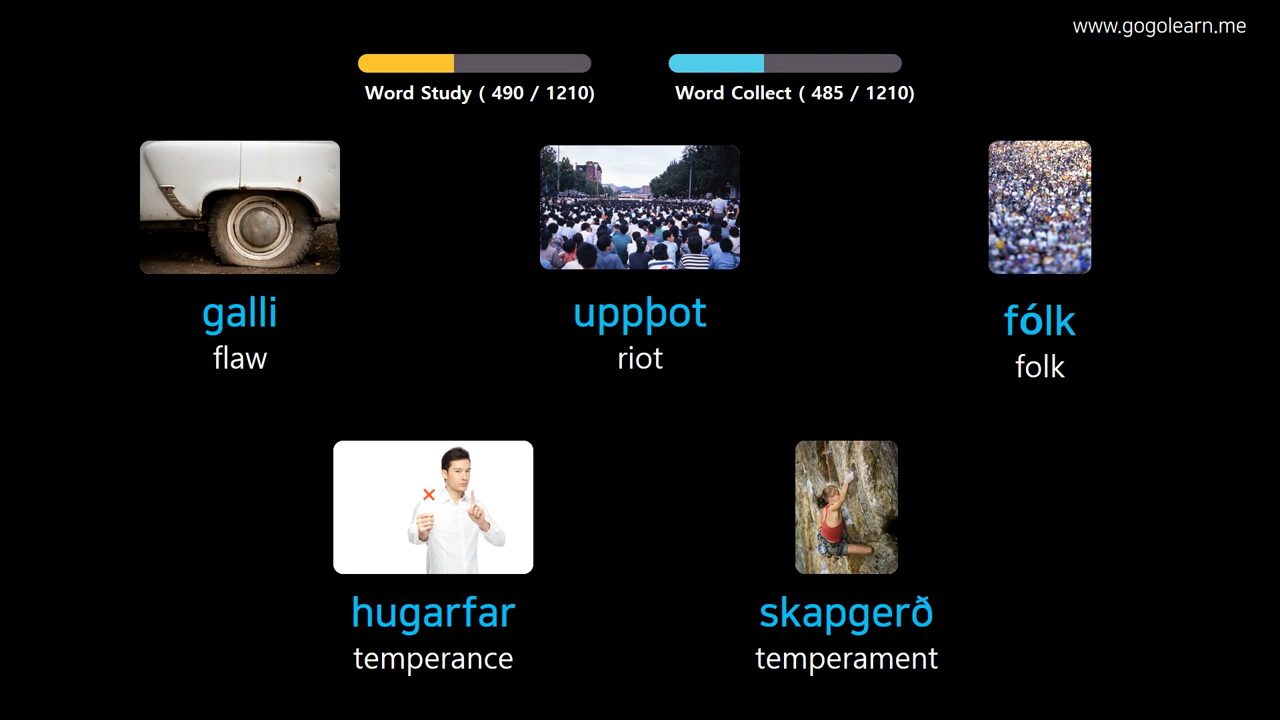 www.gogolearn.me
Word Study ( 490 / 1210)
Word Collect ( 485 / 1210)
galli
flaw
uppþot
riot
fólk
folk
hugarfar
temperance
skapgerð
temperament